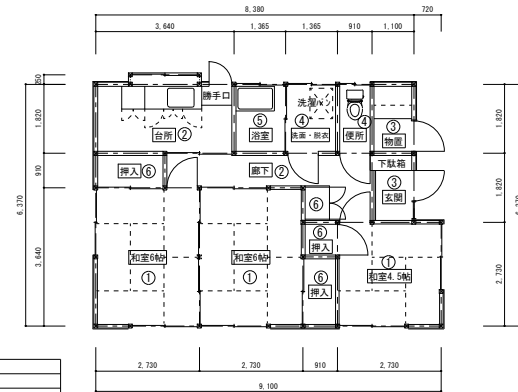 8,380
720
3,640
1,365
1,365
910
1,100
650
1,820
910
3,640
6,370
勝手口
洗濯パン
台所 ②
⑤
浴室
④
洗面・脱衣
④
便所
③
物置
押入 ⑥
廊下 ②
下駄箱
③
玄関
⑥
⑥
押入
和室6帖
①
和室6帖
①
⑥
押入
①
和室4.5帖
1,820
1,820
2,730
6,370
2,730
2,730
910
2,730
9,100